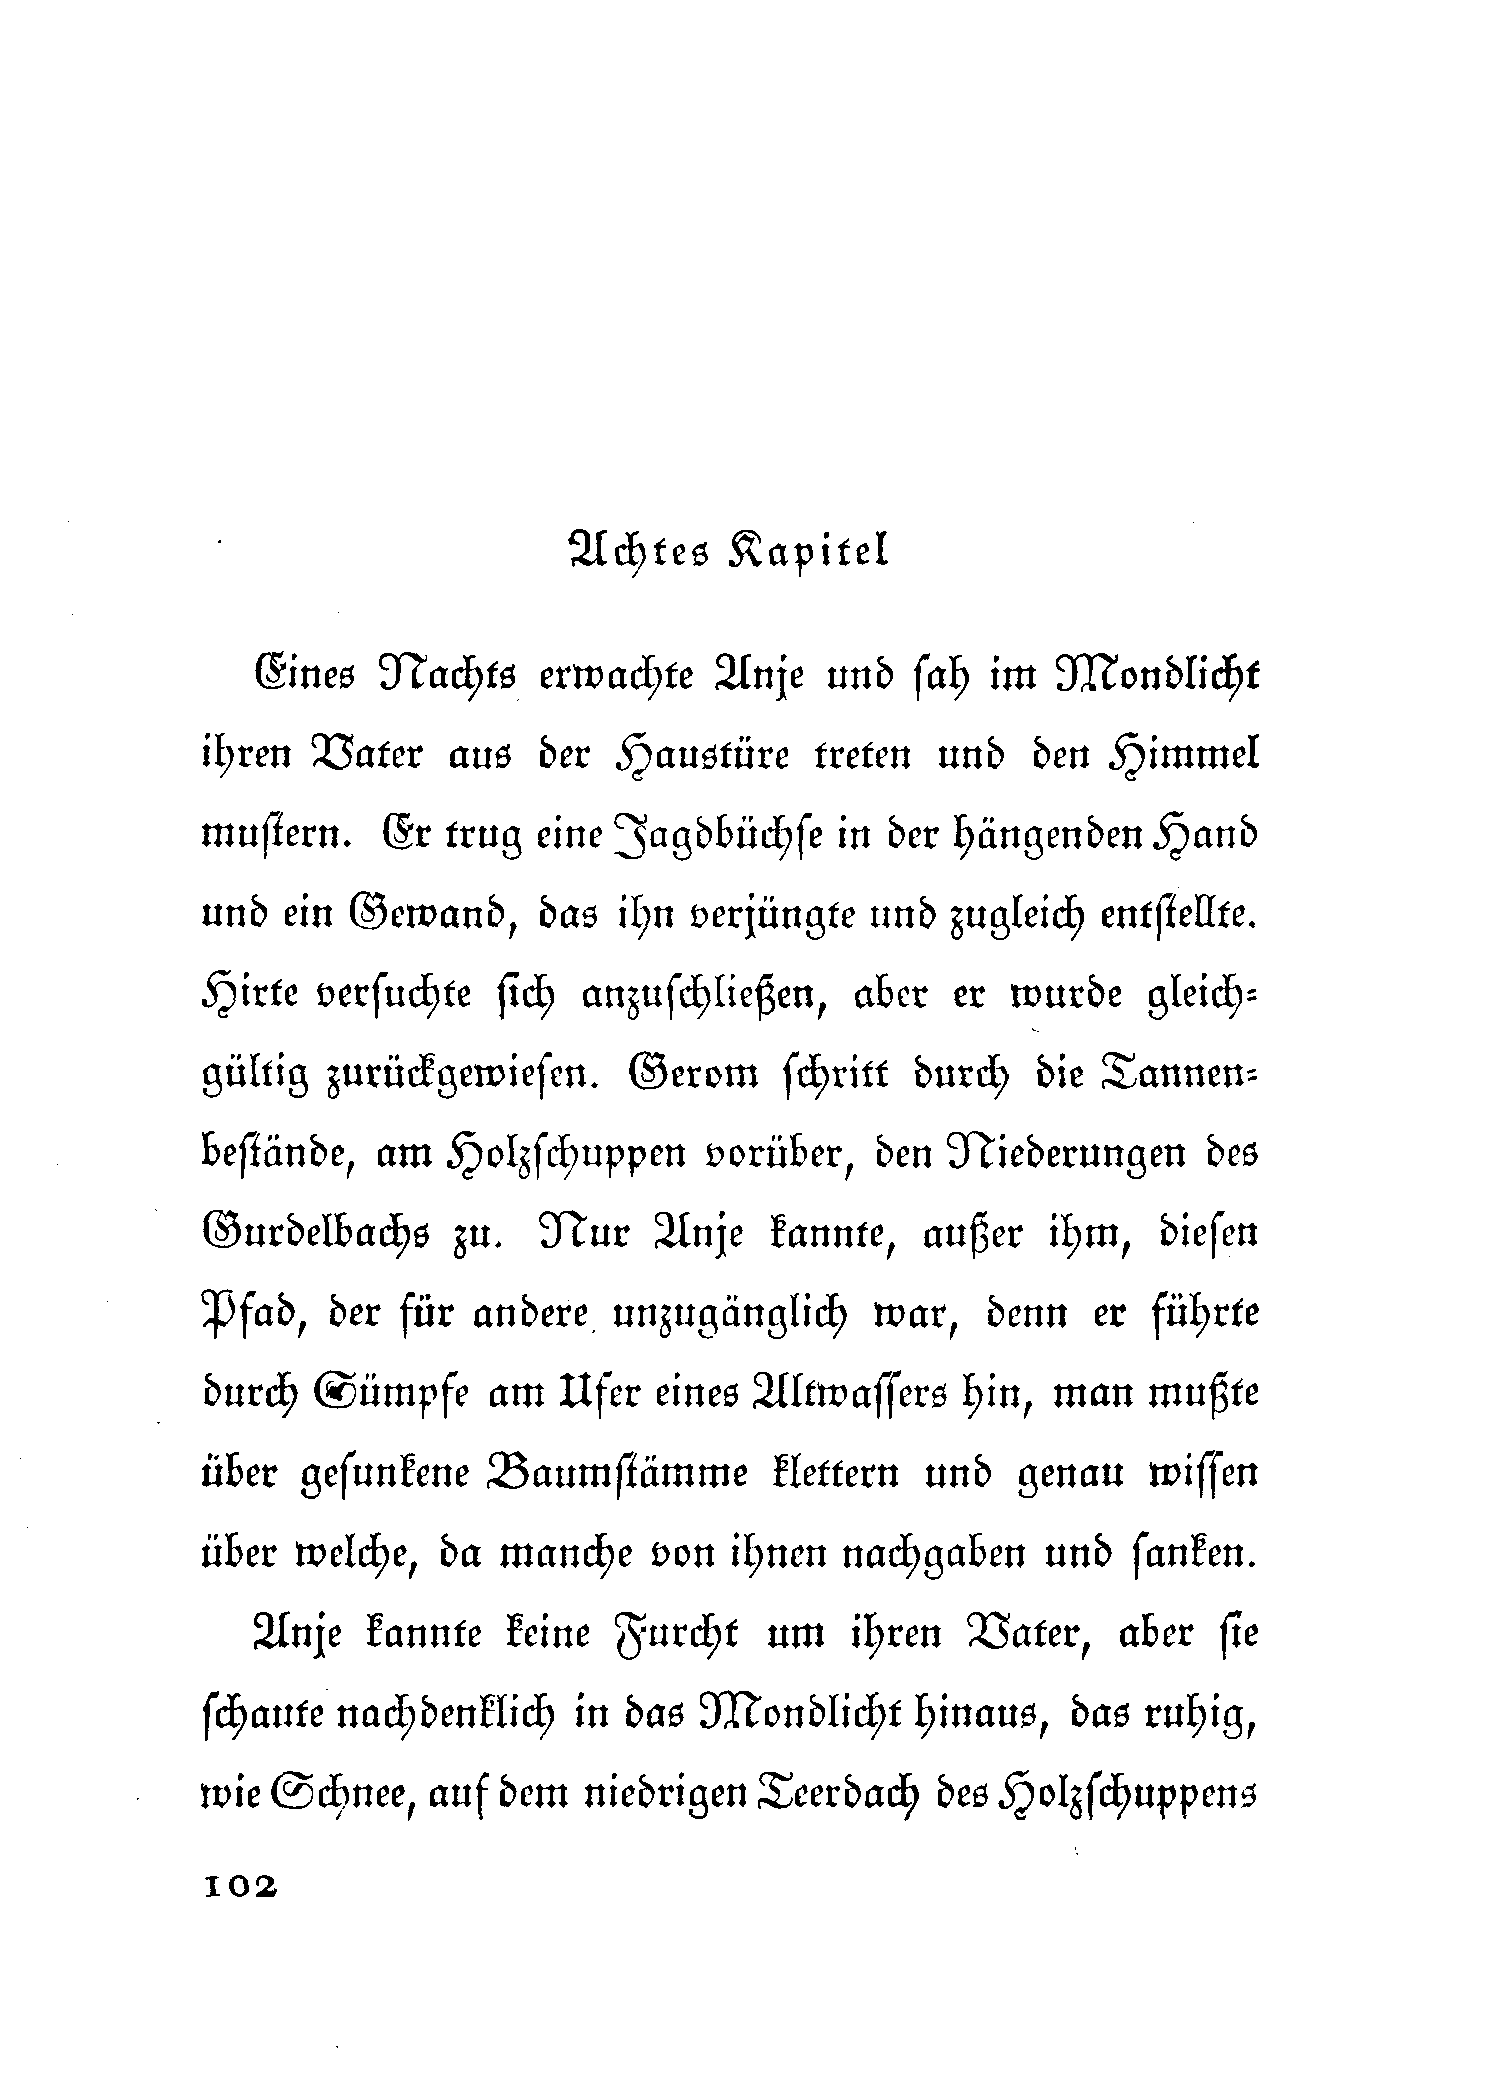 Achtes Kapitel
Eines Nachts erwachte Anje und ſah im Mondlicht
ihren Vater aus der Haustüre treten und den Himmel
muſtern. Er trug eine Jagdbüchſe in der hängenden Hand
und ein Gewand, das ihn verjüngte und zugleich entſtellte.
Hirte verſuchte ſich anzuſchließen, aber er wurde gleich-
gültig zurückgewieſen. Gerom ſchritt durch die Tannen-
beſtände, am Holzſchuppen vorüber, den Niederungen des
Gurdelbachs zu. Nur Anje kannte, außer ihm, dieſen
Pfad, der für andere unzugänglich war, denn er führte
durch Sümpfe am Ufer eines Altwaſſers hin, man mußte
über geſunkene Baumſtämme klettern und genau wiſſen
über welche, da manche von ihnen nachgaben und ſanken.
Anje kannte keine Furcht um ihren Vater, aber ſie
ſchaute nachdenklich in das Mondlicht hinaus, das ruhig,
wie Schnee, auf dem niedrigen Teerdach des Holzſchuppens
102